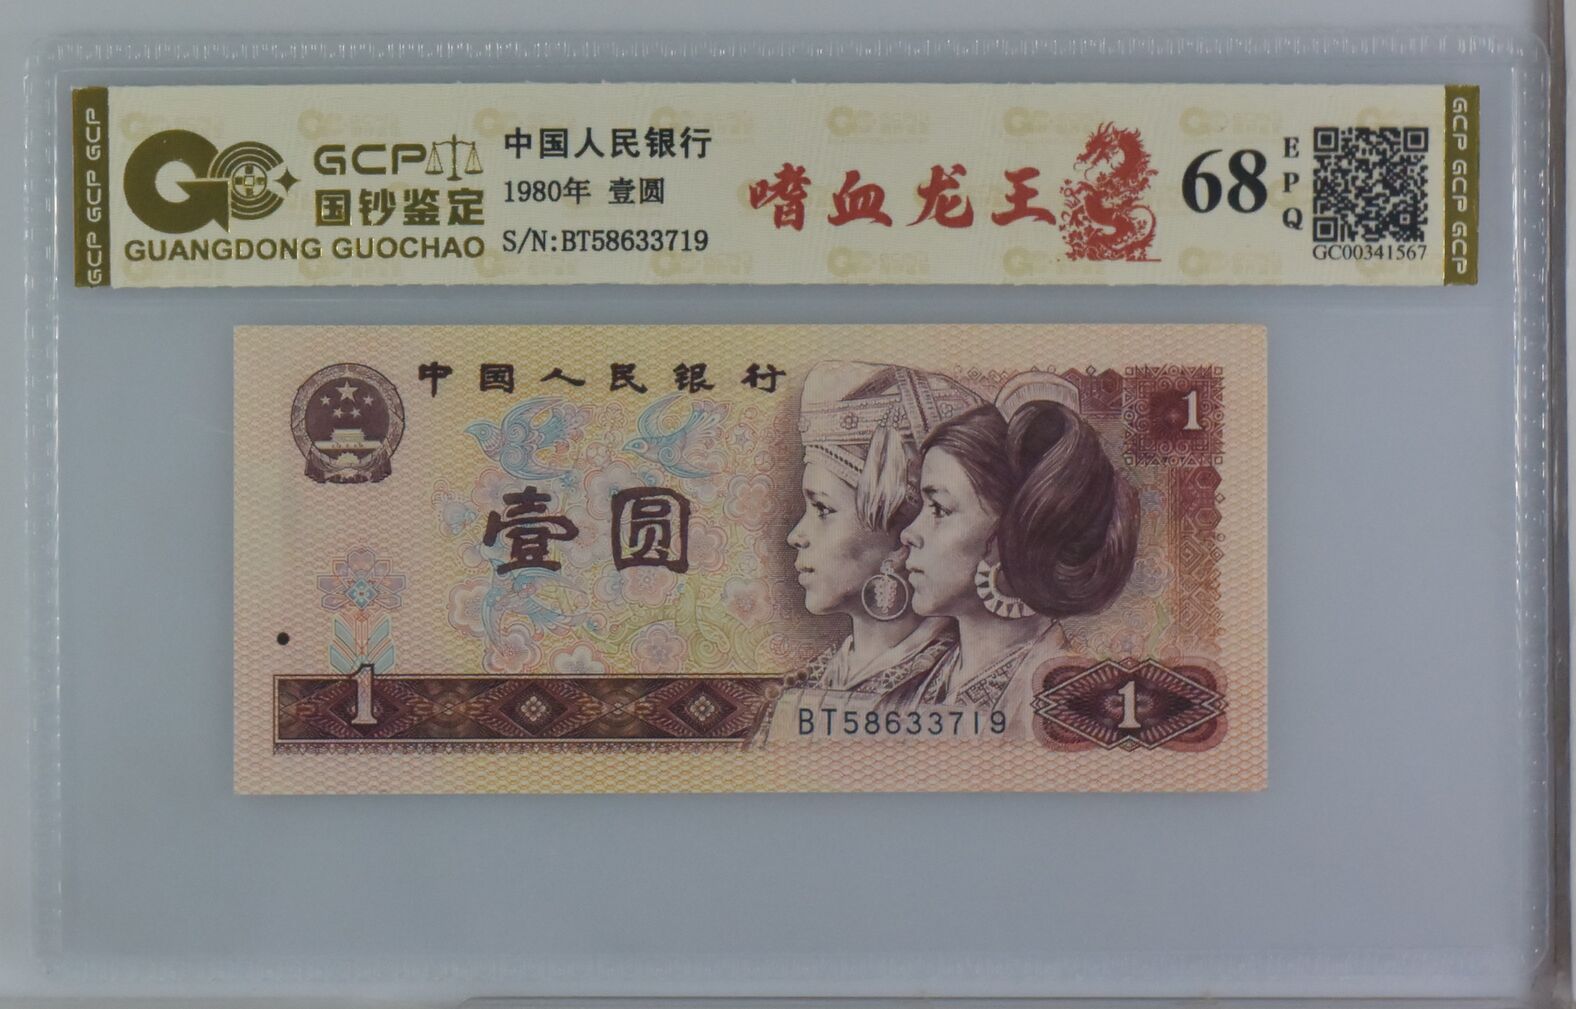 GCP GCP GCP
GCP
国钞鉴定
GUANGDONG GUOCHAO
中国人民银行
1980年 壹圆
S/N:BT58633719
嗜血龙王
68
EPQ
GC00341567
GCP GCP GCP
中国人民银行
1
壹圆
1
BT58633719
1